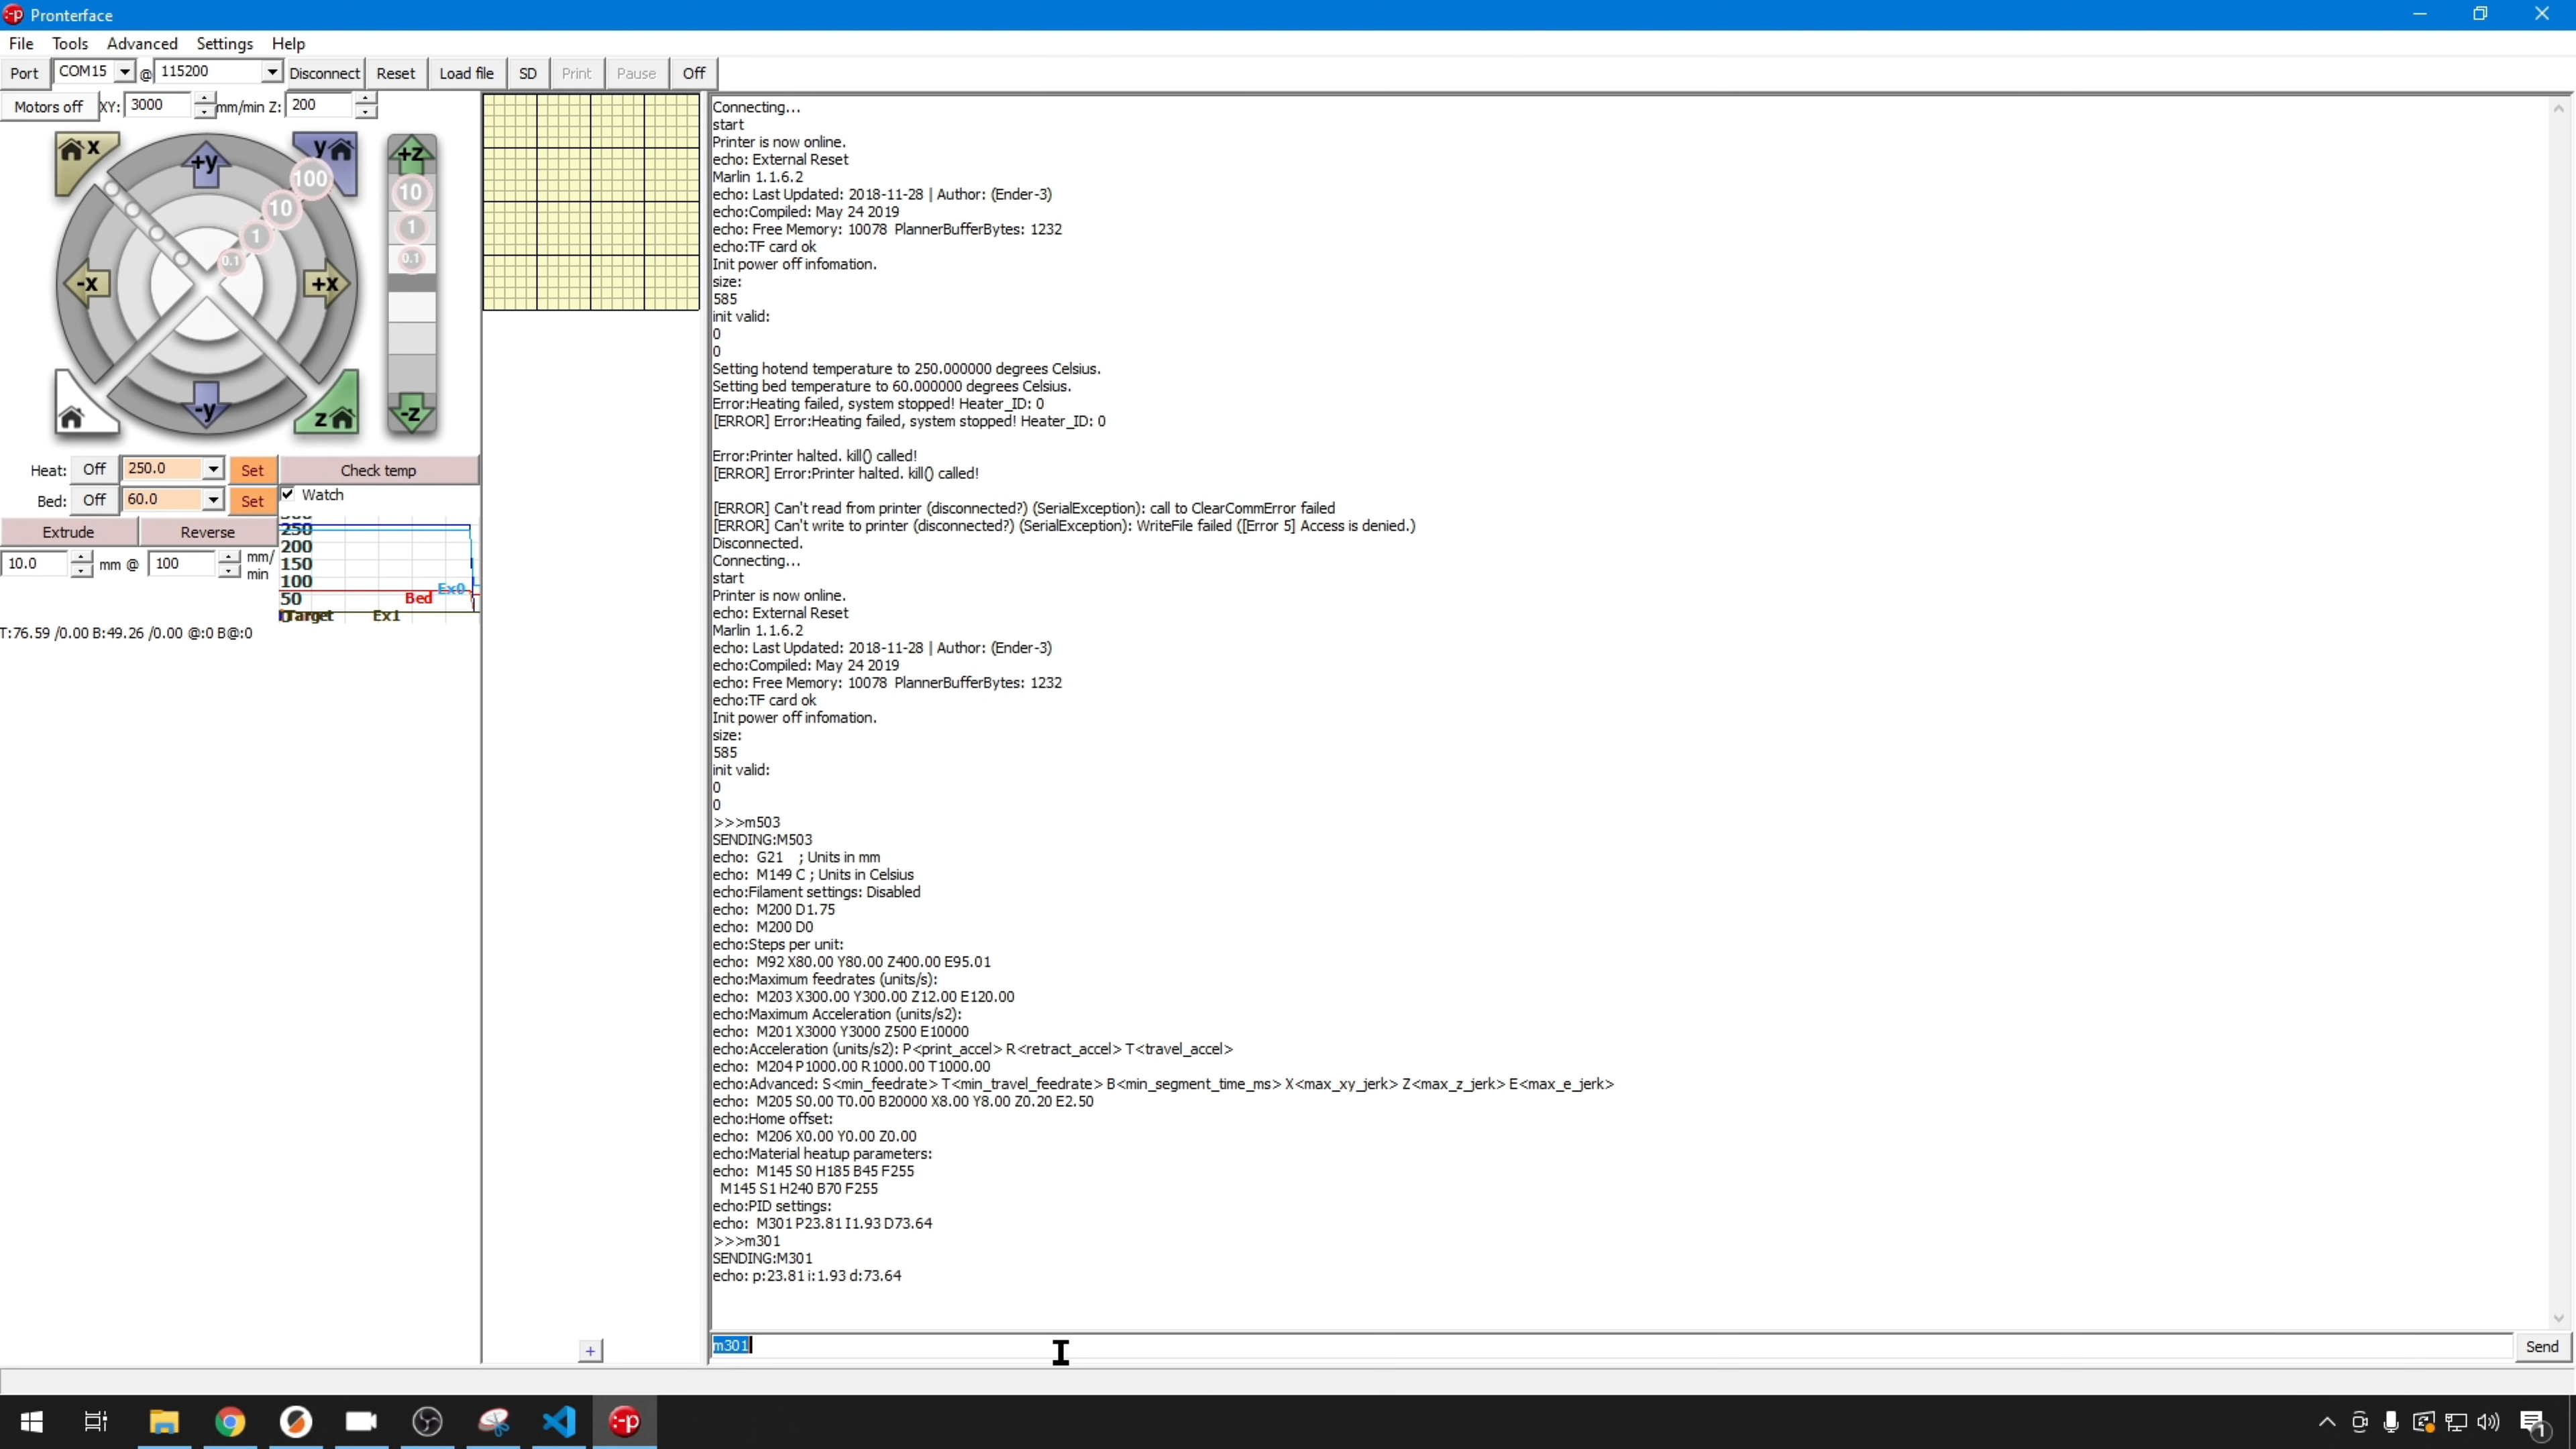 Pronterface
File Tools Advanced Settings Help
Port COM15 @ 115200 Disconnect Reset Load file SD Print Pause Off
Motors off XY: 3000 mm/min Z: 200
x +y y 100 10 1 0.1 -x +x -y z
+z 10 1 0.1 -z
Heat: Off 250.0 Set Check temp
Bed: Off 60.0 Set Watch
Extrude Reverse
10.0 mm @ 100 mm/
min
250
200
150
100
50
Bed Ex0
Target Ex1
T:76.59 /0.00 B:49.26 /0.00 @:0 B@:0
+
Connecting...
start
Printer is now online.
echo: External Reset
Marlin 1.1.6.2
echo: Last Updated: 2018-11-28 | Author: (Ender-3)
echo:Compiled: May 24 2019
echo: Free Memory: 10078 PlannerBufferBytes: 1232
echo:TF card ok
Init power off infomation.
size:
585
init valid:
0
0
Setting hotend temperature to 250.000000 degrees Celsius.
Setting bed temperature to 60.000000 degrees Celsius.
Error:Heating failed, system stopped! Heater_ID: 0
[ERROR] Error:Heating failed, system stopped! Heater_ID: 0
Error:Printer halted. kill() called!
[ERROR] Error:Printer halted. kill() called!
[ERROR] Can't read from printer (disconnected?) (SerialException): call to ClearCommError failed
[ERROR] Can't write to printer (disconnected?) (SerialException): WriteFile failed ([Error 5] Access is denied.)
Disconnected.
Connecting...
start
Printer is now online.
echo: External Reset
Marlin 1.1.6.2
echo: Last Updated: 2018-11-28 | Author: (Ender-3)
echo:Compiled: May 24 2019
echo: Free Memory: 10078 PlannerBufferBytes: 1232
echo:TF card ok
Init power off infomation.
size:
585
init valid:
0
0
>>>m503
SENDING:M503
echo: G21 ; Units in mm
echo: M149 C ; Units in Celsius
echo:Filament settings: Disabled
echo: M200 D1.75
echo: M200 D0
echo:Steps per unit:
echo: M92 X80.00 Y80.00 Z400.00 E95.01
echo:Maximum feedrates (units/s):
echo: M203 X300.00 Y300.00 Z12.00 E120.00
echo:Maximum Acceleration (units/s2):
echo: M201 X3000 Y3000 Z500 E10000
echo:Acceleration (units/s2): P<print_accel> R<retract_accel> T<travel_accel>
echo: M204 P1000.00 R1000.00 T1000.00
echo:Advanced: S<min_feedrate> T<min_travel_feedrate> B<min_segment_time_ms> X<max_xy_jerk> Z<max_z_jerk> E<max_e_jerk>
echo: M205 S0.00 T0.00 B20000 X8.00 Y8.00 Z0.20 E2.50
echo:Home offset:
echo: M206 X0.00 Y0.00 Z0.00
echo:Material heatup parameters:
echo: M145 S0 H185 B45 F255
M145 S1 H240 B70 F255
echo:PID settings:
echo: M301 P23.81 I1.93 D73.64
>>>m301
SENDING:M301
echo: p:23.81 i:1.93 d:73.64
m301 Send
1